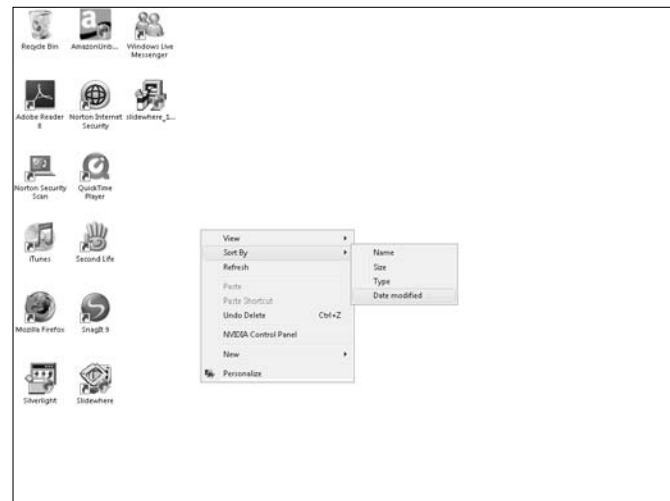 Recycle Bin
AmazonUnb...
Windows Live
Messenger
Adobe Reader
8
Norton Internet
Security
slidewhere_1...
Norton Security
Scan
QuickTime
Player
iTunes
Second Life
Mozilla Firefox
SnagIt 9
Silverlight
Slidewhere
View
Sort By
Refresh
Paste
Paste Shortcut
Undo Delete Ctrl+Z
NVIDIA Control Panel
New
Personalize
Name
Size
Type
Date modified